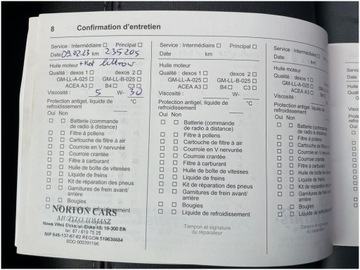 8 Confirmation d'entretien
Service : Intermédiaire ☐ Principal ☐
Date 09.02.23 km 235205
Huile moteur + Kpl filtrow
Qualité : dexos 1 ☐ dexos 2 ☐
GM-LL-A-025 ☐ GM-LL-B-025 ☐
ACEA A3 ☐ B4 ☐ C3 ☐
Viscosité : 5 W- 30
Protection antigel, liquide de
refroidissement °C
Oui Non
☐ ☐ Batterie (commande
de radio à distance)
☐ ☐ Filtre à pollens
☐ ☐ Cartouche de filtre à air
☐ ☐ Courroie en V nervurée
☐ ☐ Courroie crantée
☐ ☐ Filtre à carburant
☐ ☐ Huile de boîte de vitesses
☐ ☐ Liquide de freins
☐ ☐ Kit de réparation des pneus
☐ ☐ Garnitures de frein avant/
arrière
☐ ☐ Bougies
☐ ☐ Liquide de refroidissement
NORTON CARS
Service : Intermédiaire ☐ Principal ☐
Date km
Huile moteur
Qualité : dexos 1 ☐ dexos 2 ☐
GM-LL-A-025 ☐ GM-LL-B-025 ☐
ACEA A3 ☐ B4 ☐ C3 ☐
Viscosité : W-
Protection antigel, liquide de
refroidissement °C
Oui Non
☐ ☐ Batterie (commande
de radio à distance)
☐ ☐ Filtre à pollens
☐ ☐ Cartouche de filtre à air
☐ ☐ Courroie en V nervurée
☐ ☐ Courroie crantée
☐ ☐ Filtre à carburant
☐ ☐ Huile de boîte de vitesses
☐ ☐ Liquide de freins
☐ ☐ Kit de réparation des pneus
☐ ☐ Garnitures de frein avant/
arrière
☐ ☐ Bougies
☐ ☐ Liquide de refroidissement
Tampon et signature
du réparateur